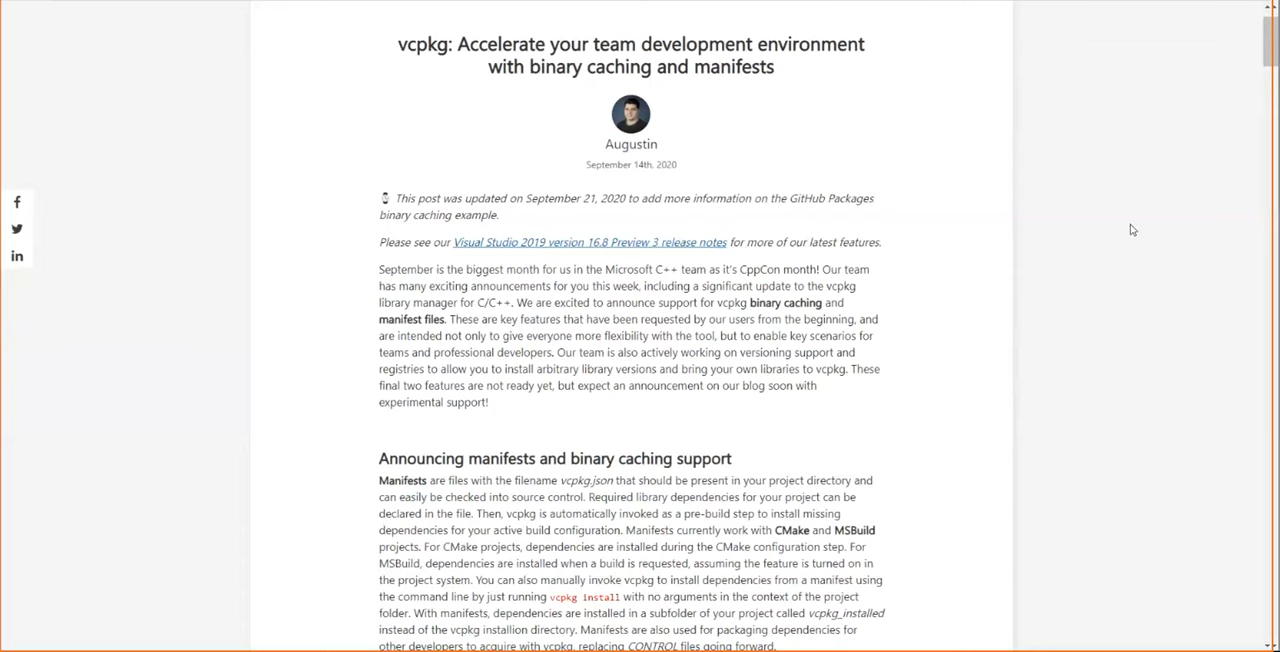 vcpkg: Accelerate your team development environment
with binary caching and manifests
Augustin
September 14th, 2020
This post was updated on September 21, 2020 to add more information on the GitHub Packages
binary caching example.
Please see our Visual Studio 2019 version 16.8 Preview 3 release notes for more of our latest features.
September is the biggest month for us in the Microsoft C++ team as it's CppCon month! Our team
has many exciting announcements for you this week, including a significant update to the vcpkg
library manager for C/C++. We are excited to announce support for vcpkg binary caching and
manifest files. These are key features that have been requested by our users from the beginning, and
are intended not only to give everyone more flexibility with the tool, but to enable key scenarios for
teams and professional developers. Our team is also actively working on versioning support and
registries to allow you to install arbitrary library versions and bring your own libraries to vcpkg. These
final two features are not ready yet, but expect an announcement on our blog soon with
experimental support!
Announcing manifests and binary caching support
Manifests are files with the filename vcpkg.json that should be present in your project directory and
can easily be checked into source control. Required library dependencies for your project can be
declared in the file. Then, vcpkg is automatically invoked as a pre-build step to install missing
dependencies for your active build configuration. Manifests currently work with CMake and MSBuild
projects. For CMake projects, dependencies are installed during the CMake configuration step. For
MSBuild, dependencies are installed when a build is requested, assuming the feature is turned on in
the project system. You can also manually invoke vcpkg to install dependencies from a manifest using
the command line by just running vcpkg install with no arguments in the context of the project
folder. With manifests, dependencies are installed in a subfolder of your project called vcpkg_installed
instead of the vcpkg installion directory. Manifests are also used for packaging dependencies for
other developers to acquire with vcpkg, replacing CONTROL files going forward.